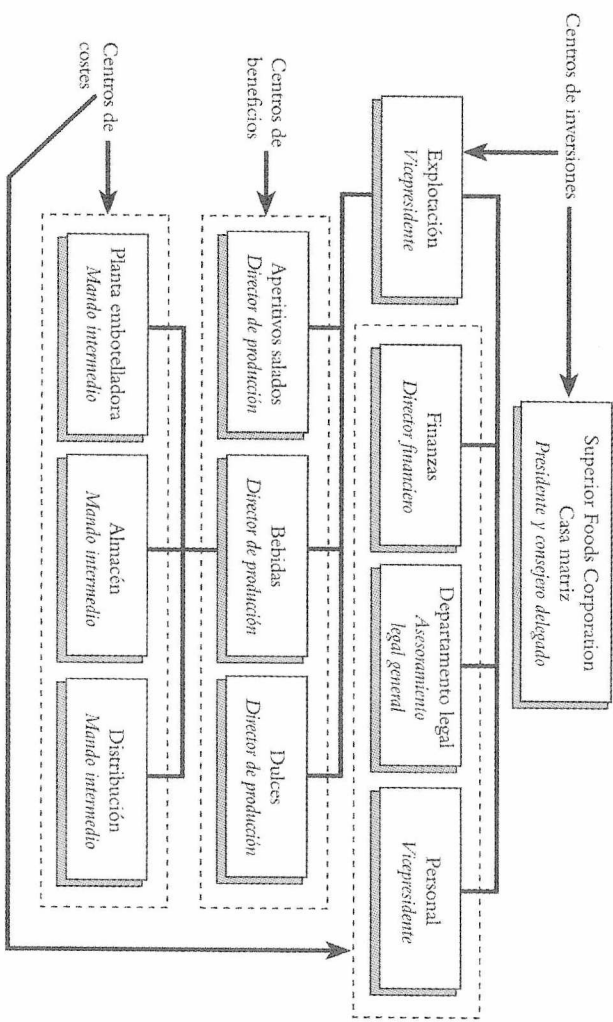 Centros de inversiones
Superior Foods Corporation
Casa matriz
Presidente y consejero delegado
Explotación
Vicepresidente
Finanzas
Director financiero
Departamento legal
Asesoramiento
legal general
Personal
Vicepresidente
Centros de
beneficios
Aperitivos salados
Director de producción
Bebidas
Director de producción
Dulces
Director de producción
Centros de
costes
Planta embotelladora
Mando intermedio
Almacén
Mando intermedio
Distribución
Mando intermedio